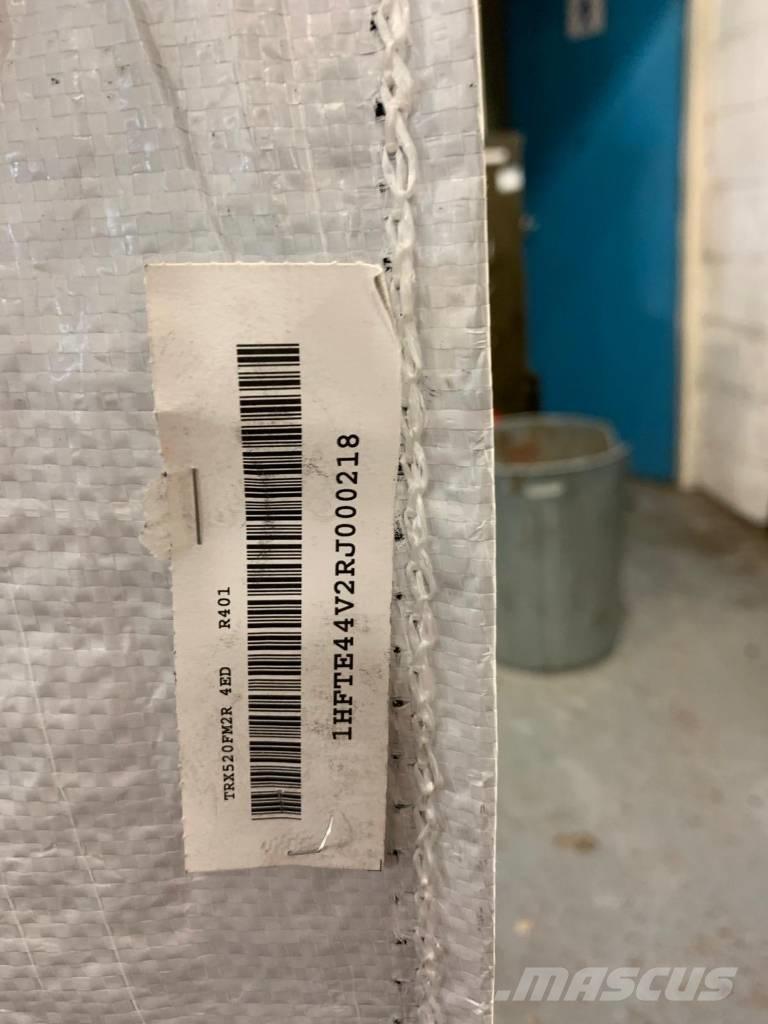 TRX520FM2R 4ED R401
1HFTE44V2RJ000218
MASCUS